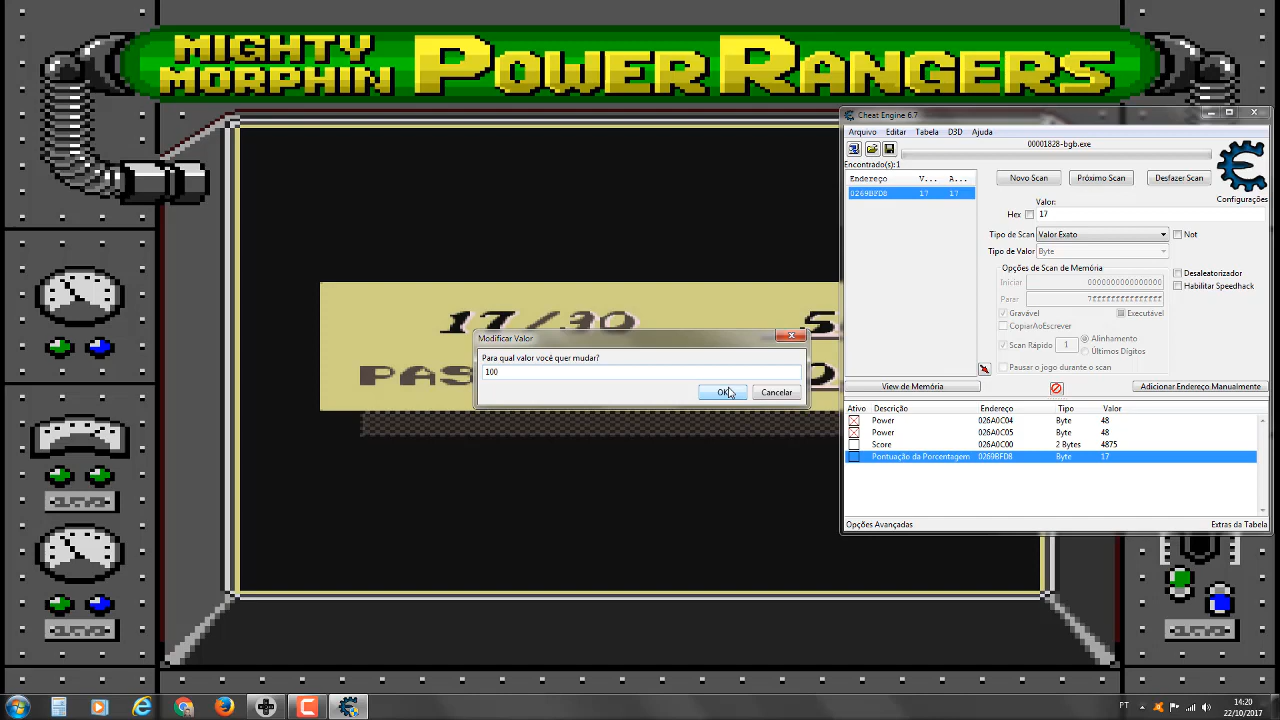 MIGHTY
MORPHIN
POWER RANGERS
Cheat Engine 6.7
Arquivo Editar Tabela D3D Ajuda
00001828-bgb.exe
Encontrado(s):1
Endereço V... A...
0269BFD8 17 17
Novo Scan Próximo Scan Desfazer Scan
Configurações
Valor:
Hex 17
Tipo de Scan Valor Exato Not
Tipo de Valor Byte
Opções de Scan de Memória
Desaleatorizador
Iniciar 0000000000000000
Habilitar Speedhack
Parar
Gravável Executável
CopiarAoEscrever
Scan Rápido 1 Alinhamento
Últimos Dígitos
Pausar o jogo durante o scan
View de Memória Adicionar Endereço Manualmente
17/30 S
PAS
Modificar Valor
Para qual valor você quer mudar?
100
OK Cancelar
Ativo Descrição Endereço Tipo Valor
Power 026A0C04 Byte 48
Power 026A0C05 Byte 48
Score 026A0C00 2 Bytes 4875
Pontuação da Porcentagem 0269BFD8 Byte 17
Opções Avançadas Extras da Tabela
PT 14:20
22/10/2017